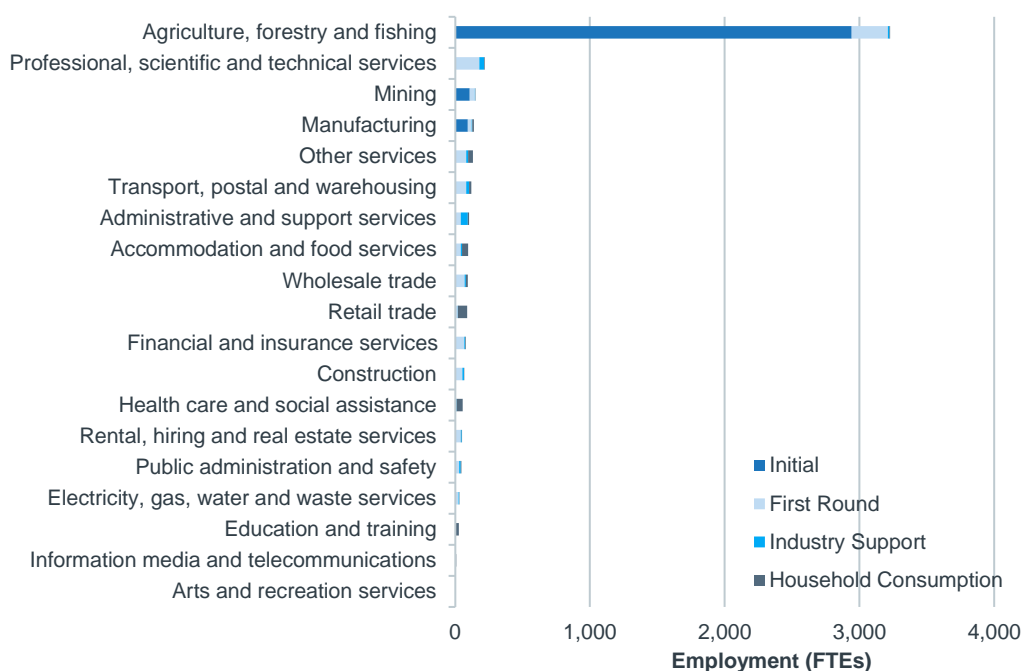 Agriculture, forestry and fishing
Professional, scientific and technical services
Mining
Manufacturing
Other services
Transport, postal and warehousing
Administrative and support services
Accommodation and food services
Wholesale trade
Retail trade
Financial and insurance services
Construction
Health care and social assistance
Rental, hiring and real estate services
Public administration and safety
Electricity, gas, water and waste services
Education and training
Information media and telecommunications
Arts and recreation services
Initial
First Round
Industry Support
Household Consumption
0 1,000 2,000 3,000 4,000
Employment (FTEs)